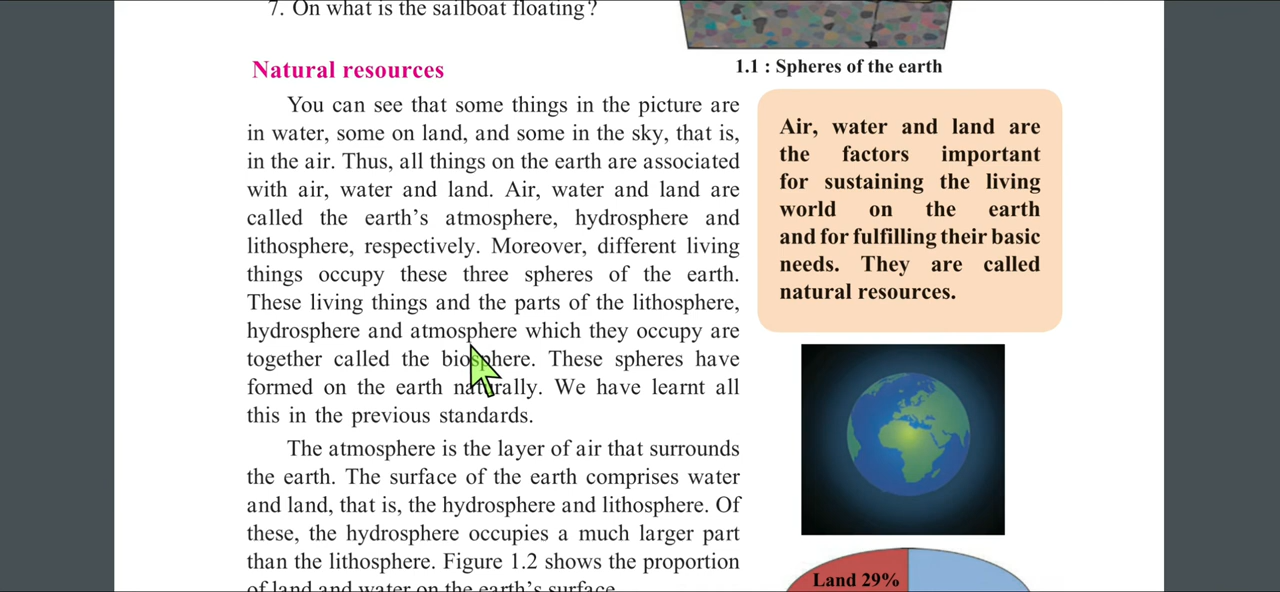 7. On what is the sailboat floating?
1.1 : Spheres of the earth
Natural resources
You can see that some things in the picture are
in water, some on land, and some in the sky, that is,
in the air. Thus, all things on the earth are associated
with air, water and land. Air, water and land are
called the earth's atmosphere, hydrosphere and
lithosphere, respectively. Moreover, different living
things occupy these three spheres of the earth.
These living things and the parts of the lithosphere,
hydrosphere and atmosphere which they occupy are
together called the biosphere. These spheres have
formed on the earth naturally. We have learnt all
this in the previous standards.
The atmosphere is the layer of air that surrounds
the earth. The surface of the earth comprises water
and land, that is, the hydrosphere and lithosphere. Of
these, the hydrosphere occupies a much larger part
than the lithosphere. Figure 1.2 shows the proportion
of land and water on the earth's surface.
Air, water and land are
the factors important
for sustaining the living
world on the earth
and for fulfilling their basic
needs. They are called
natural resources.
Land 29%